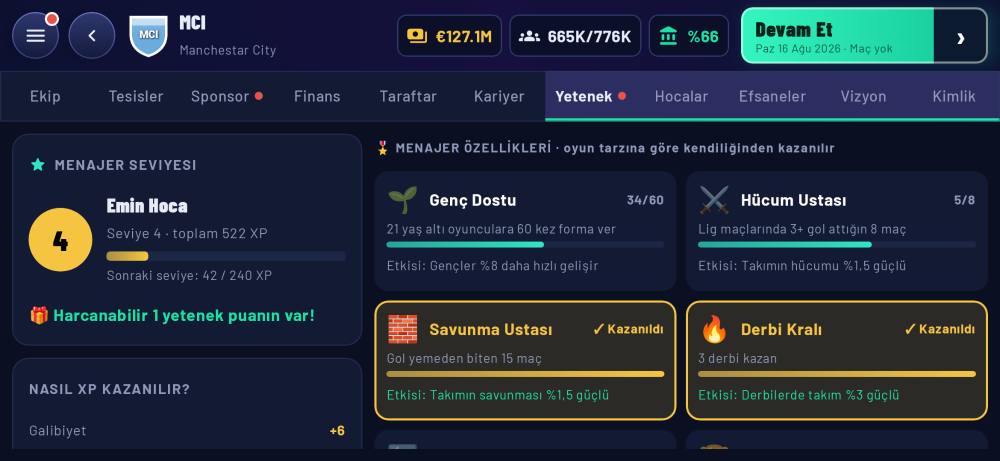 MCI
MCI
Manchestar City
€127.1M
665K/776K
%66
Devam Et
Paz 16 Ağu 2026 · Maç yok
Ekip
Tesisler
Sponsor
Finans
Taraftar
Kariyer
Yetenek
Hocalar
Efsaneler
Vizyon
Kimlik
MENAJER SEVIYESI
Emin Hoca
4
Seviye 4 · toplam 522 XP
Sonraki seviye: 42 / 240 XP
Harcanabilir 1 yetenek puanın var!
NASIL XP KAZANILIR?
Galibiyet +6
MENAJER ÖZELLİKLERİ · oyun tarzına göre kendiliğinden kazanılır
Genç Dostu 34/60
21 yaş altı oyunculara 60 kez forma ver
Etkisi: Gençler %8 daha hızlı gelişir
Hücum Ustası 5/8
Lig maçlarında 3+ gol attığın 8 maç
Etkisi: Takımın hücumu %1,5 güçlü
Savunma Ustası ✓ Kazanıldı
Gol yemeden biten 15 maç
Etkisi: Takımın savunması %1,5 güçlü
Derbi Kralı ✓ Kazanıldı
3 derbi kazan
Etkisi: Derbilerde takım %3 güçlü